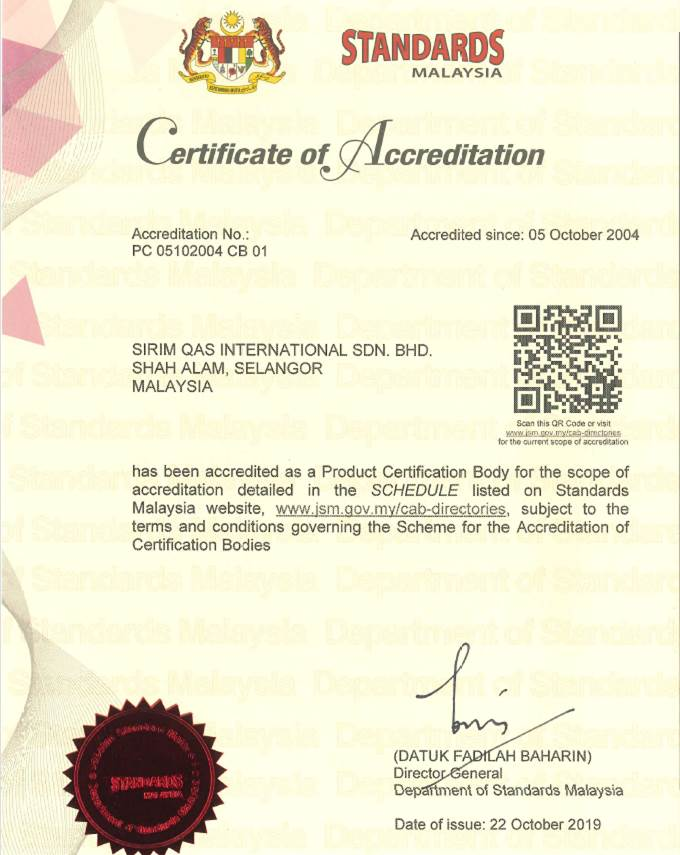 STANDARDS
MALAYSIA
Certificate of Accreditation
Accreditation No.:
PC 05102004 CB 01
Accredited since: 05 October 2004
SIRIM QAS INTERNATIONAL SDN. BHD.
SHAH ALAM, SELANGOR
MALAYSIA
Scan this QR Code or visit
www.jsm.gov.my/cab-directories
for the current scope of accreditation
has been accredited as a Product Certification Body for the scope of
accreditation detailed in the SCHEDULE listed on Standards
Malaysia website, www.jsm.gov.my/cab-directories, subject to the
terms and conditions governing the Scheme for the Accreditation of
Certification Bodies
(DATUK FADILAH BAHARIN)
Director General
Department of Standards Malaysia
Date of issue: 22 October 2019
STANDARDS
MALAYSIA